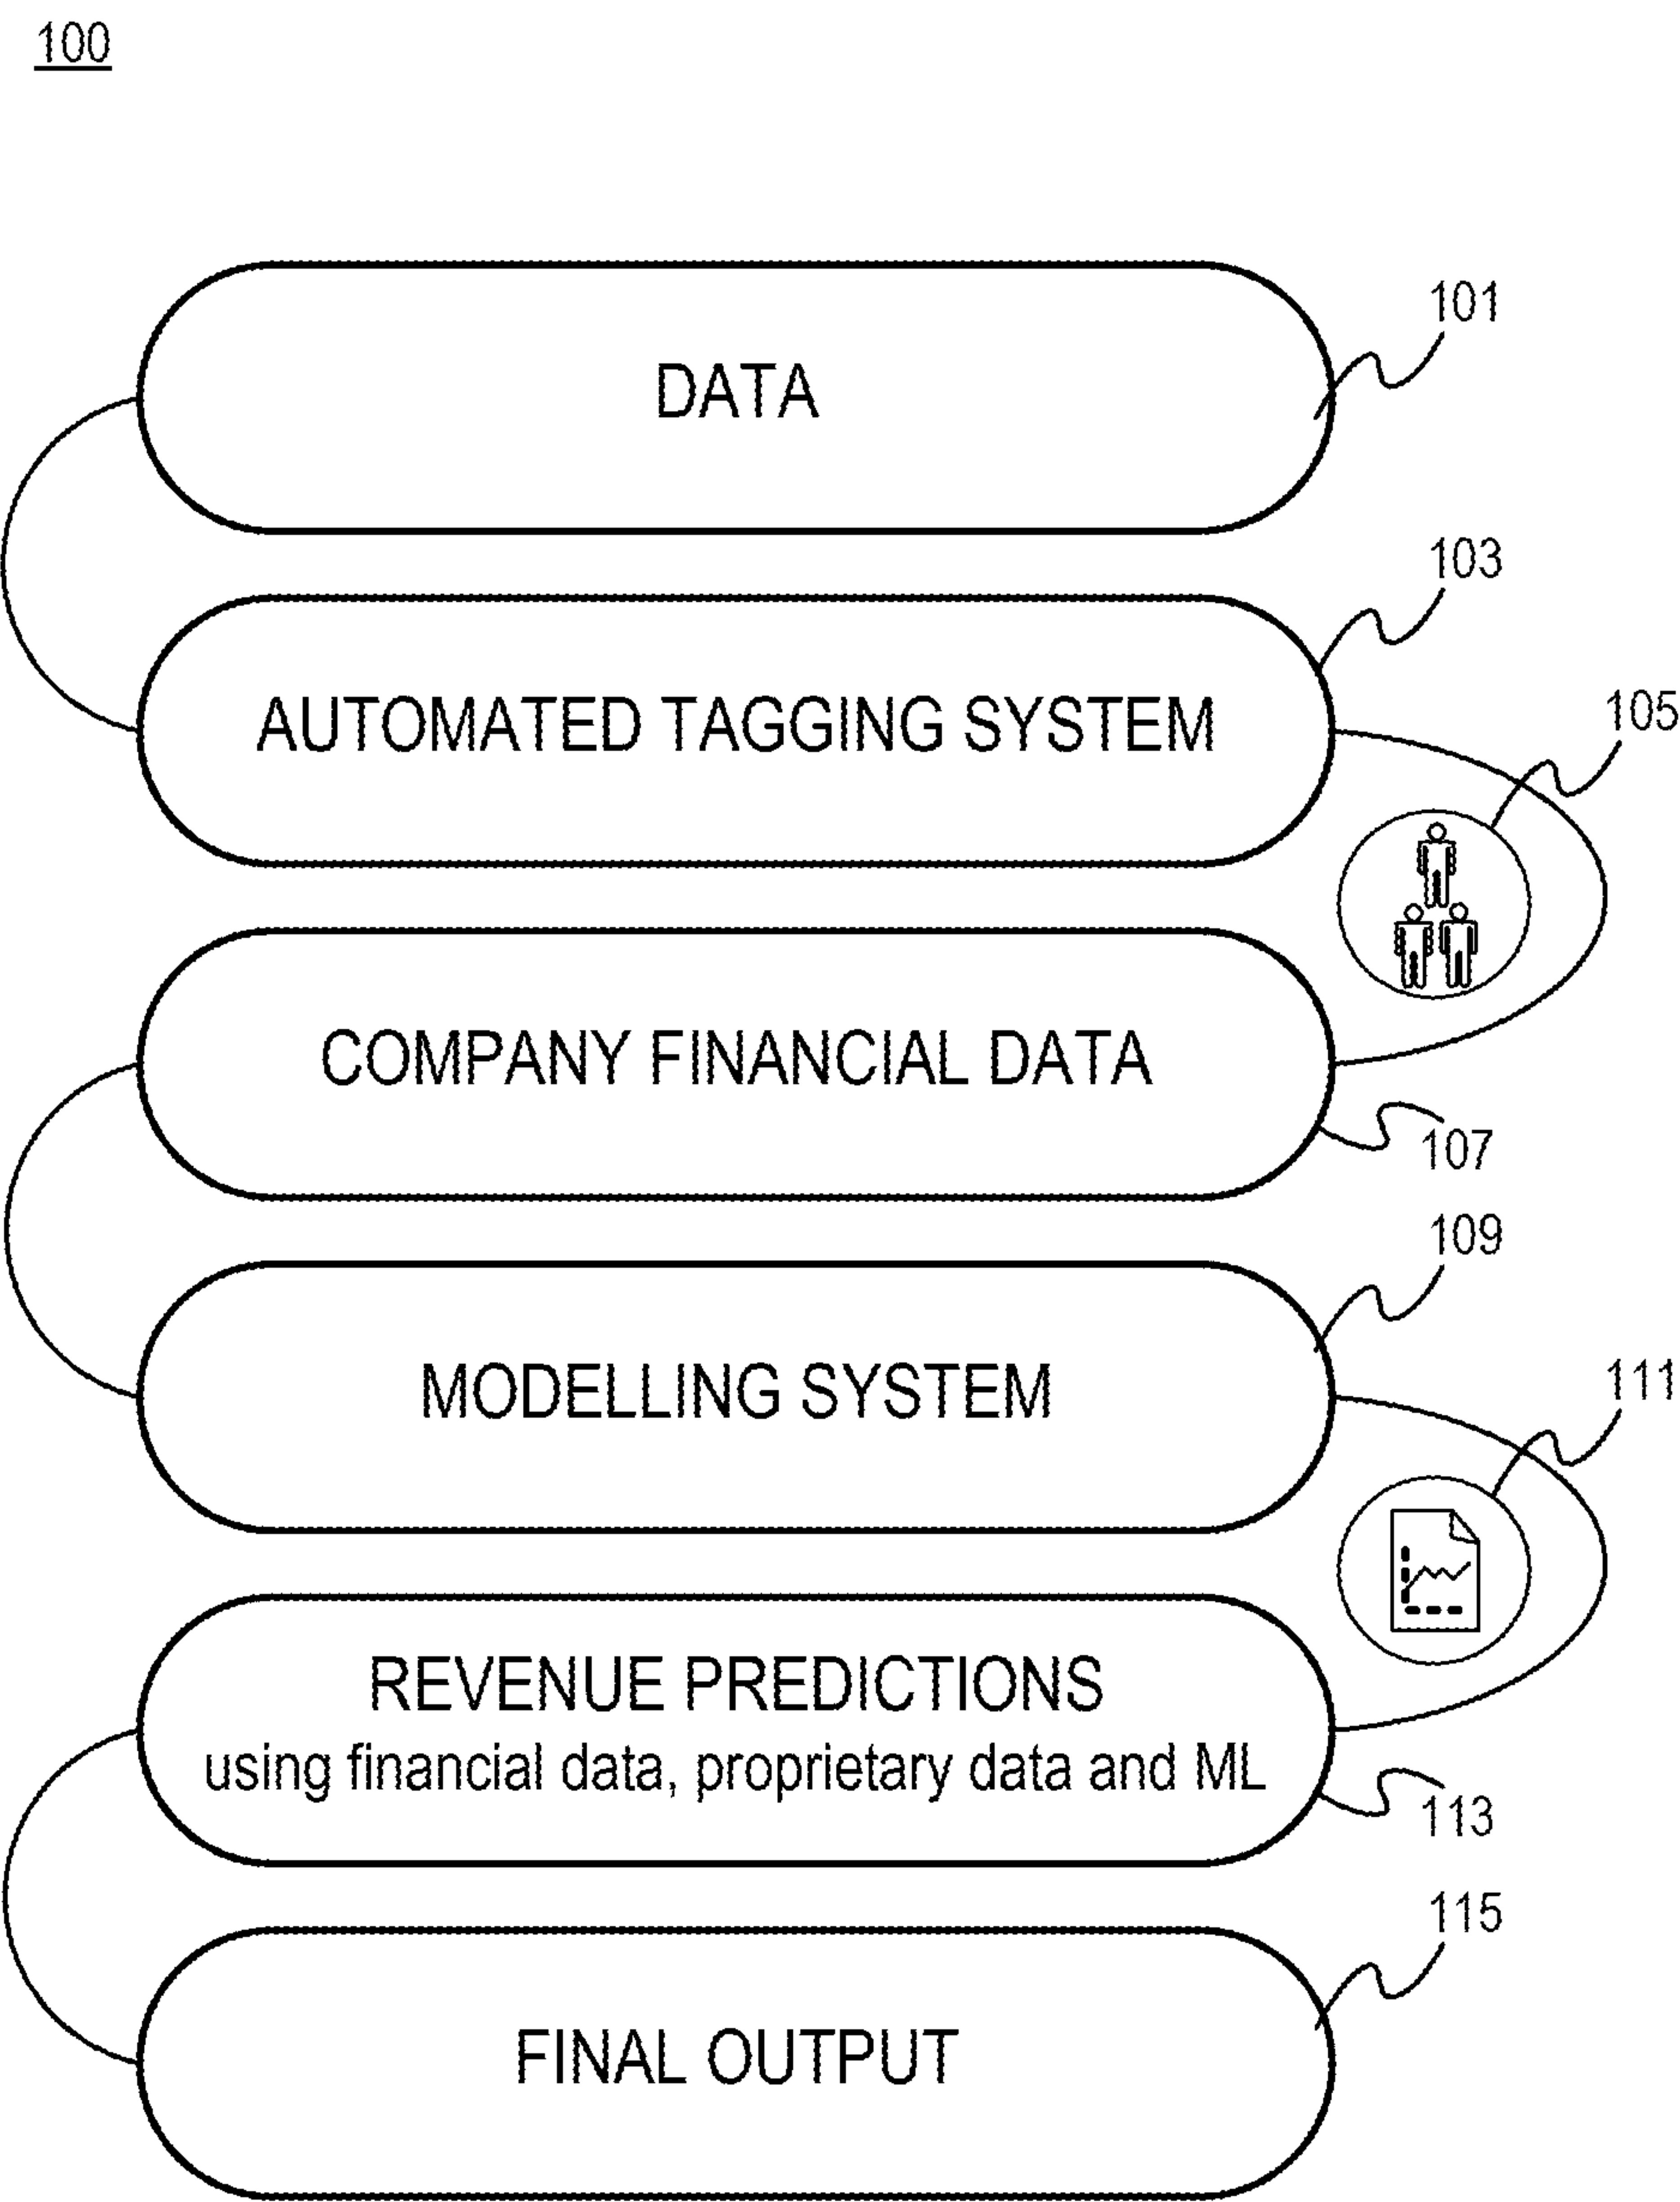 100
101
DATA
103
AUTOMATED TAGGING SYSTEM
105
COMPANY FINANCIAL DATA
107
109
MODELLING SYSTEM
111
REVENUE PREDICTIONS
using financial data, proprietary data and ML
113
115
FINAL OUTPUT